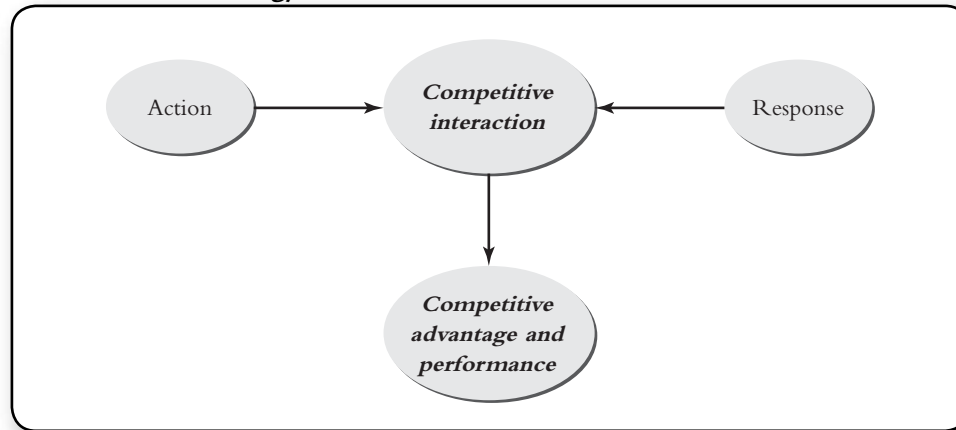 Action
Competitive
interaction
Response
Competitive
advantage and
performance